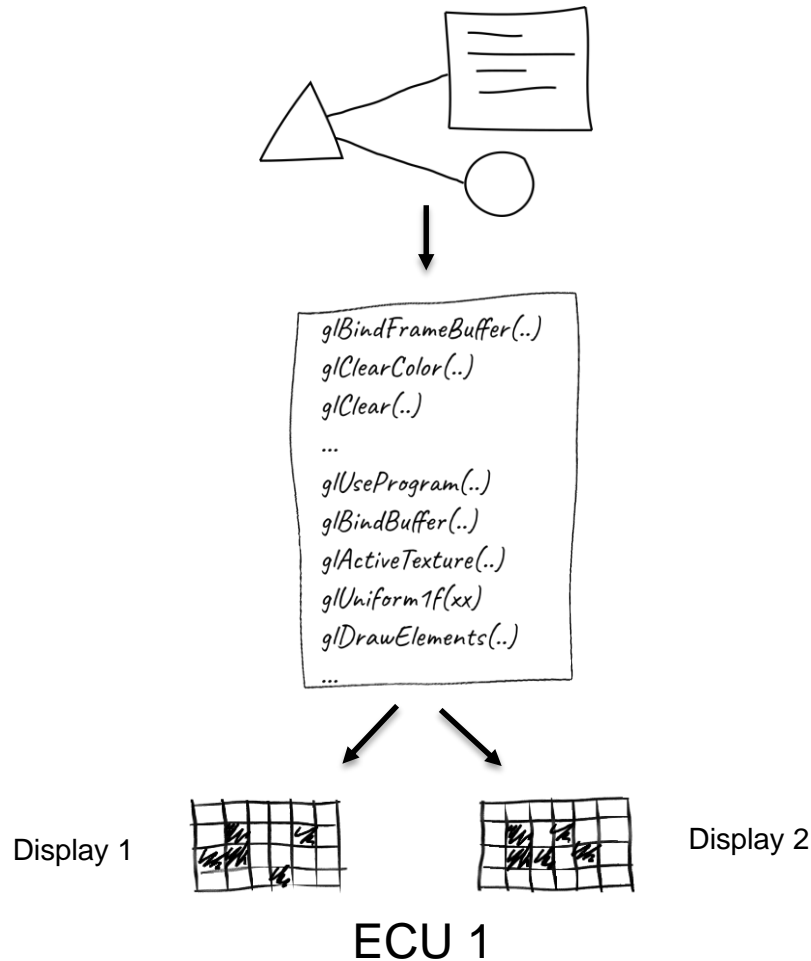 glBindFrameBuffer(..)
glClearColor(..)
glClear(..)
...
glUseProgram(..)
glBindBuffer(..)
glActiveTexture(..)
glUniform1f(xx)
glDrawElements(..)
...
Display 1
Display 2
ECU 1